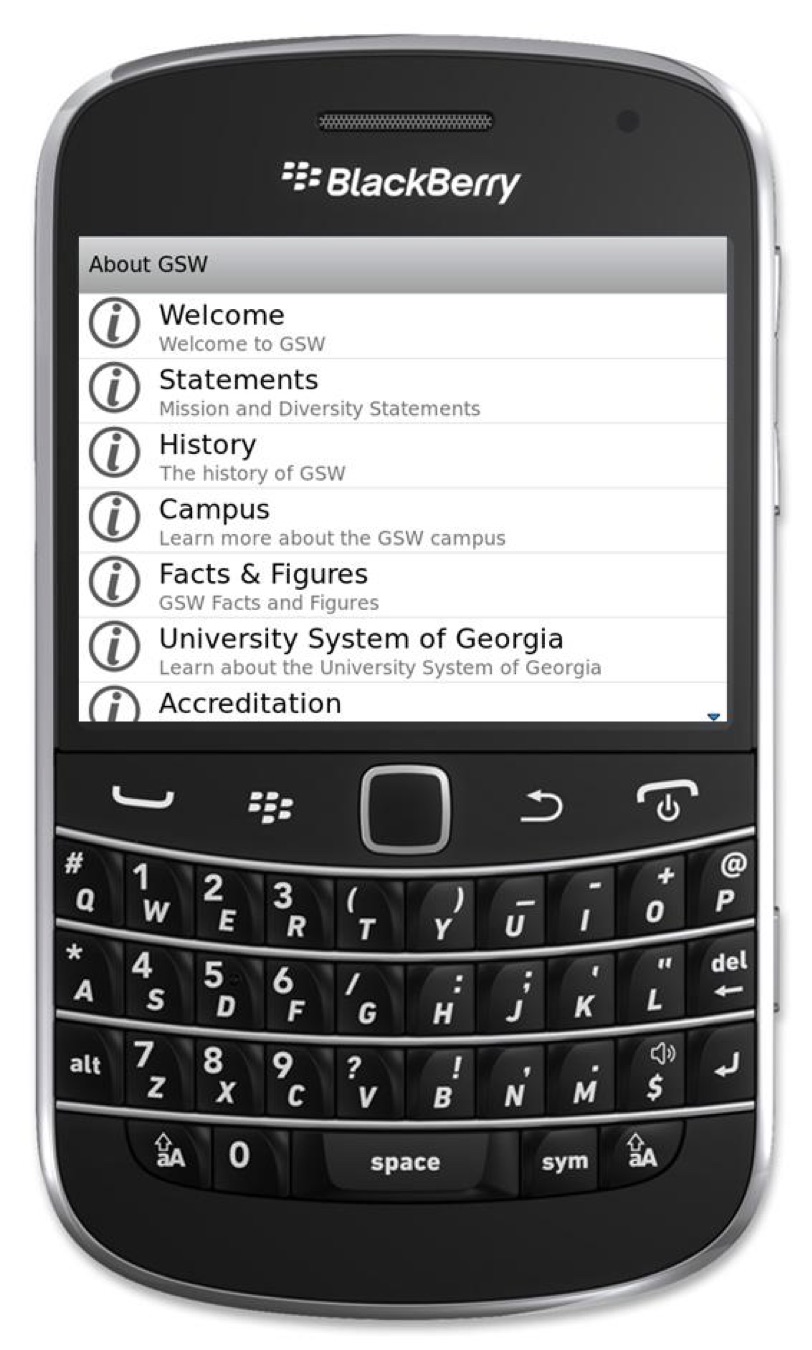 BlackBerry
About GSW
Welcome
Welcome to GSW
Statements
Mission and Diversity Statements
History
The history of GSW
Campus
Learn more about the GSW campus
Facts & Figures
GSW Facts and Figures
University System of Georgia
Learn about the University System of Georgia
Accreditation
# 1 2 3 ( ) _ - + @
Q W E R T Y U I O P
* 4 5 6 / : ; ' " del
A S D F G H J K L
alt 7 8 9 ? ! , .
Z X C V B N M $
aA 0 space sym aA